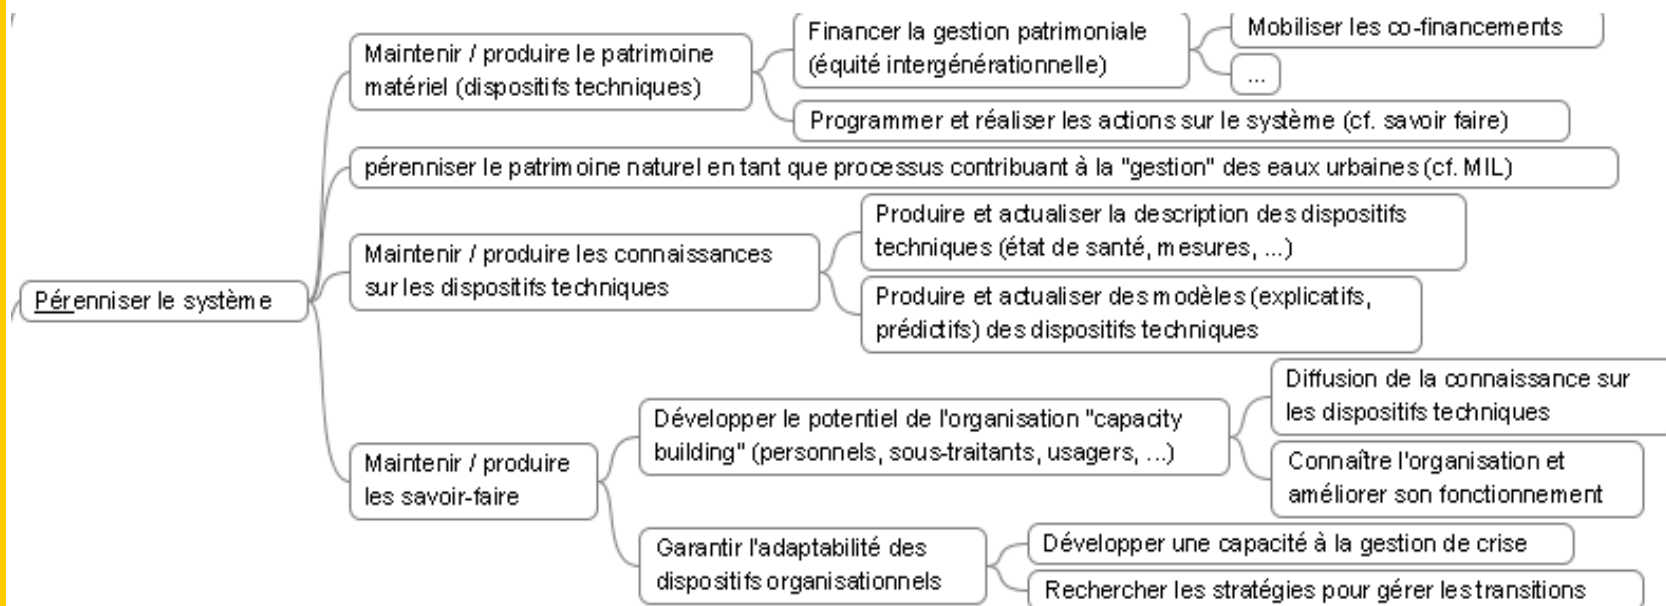 Pérenniser le système
Maintenir / produire le patrimoine
matériel (dispositifs techniques)
Financer la gestion patrimoniale
(équité intergénérationnelle)
Mobiliser les co-financements
...
Programmer et réaliser les actions sur le système (cf. savoir faire)
pérenniser le patrimoine naturel en tant que processus contribuant à la "gestion" des eaux urbaines (cf. MIL)
Maintenir / produire les connaissances
sur les dispositifs techniques
Produire et actualiser la description des dispositifs
techniques (état de santé, mesures, ...)
Produire et actualiser des modèles (explicatifs,
prédictifs) des dispositifs techniques
Maintenir / produire
les savoir-faire
Développer le potentiel de l'organisation "capacity
building" (personnels, sous-traitants, usagers, ...)
Diffusion de la connaissance sur
les dispositifs techniques
Connaître l'organisation et
améliorer son fonctionnement
Garantir l'adaptabilité des
dispositifs organisationnels
Développer une capacité à la gestion de crise
Rechercher les stratégies pour gérer les transitions